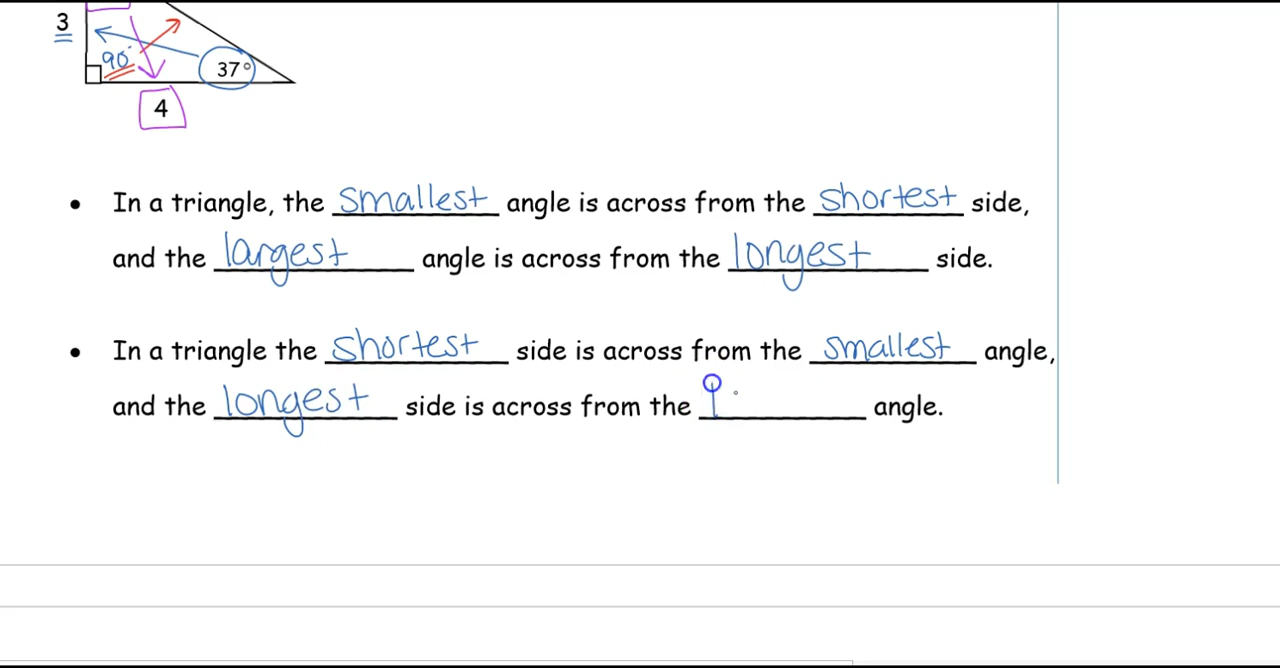 3
90°
37°
4
• In a triangle, the smallest angle is across from the shortest side,
and the largest angle is across from the longest side.
• In a triangle the shortest side is across from the smallest angle,
and the longest side is across from the l angle.